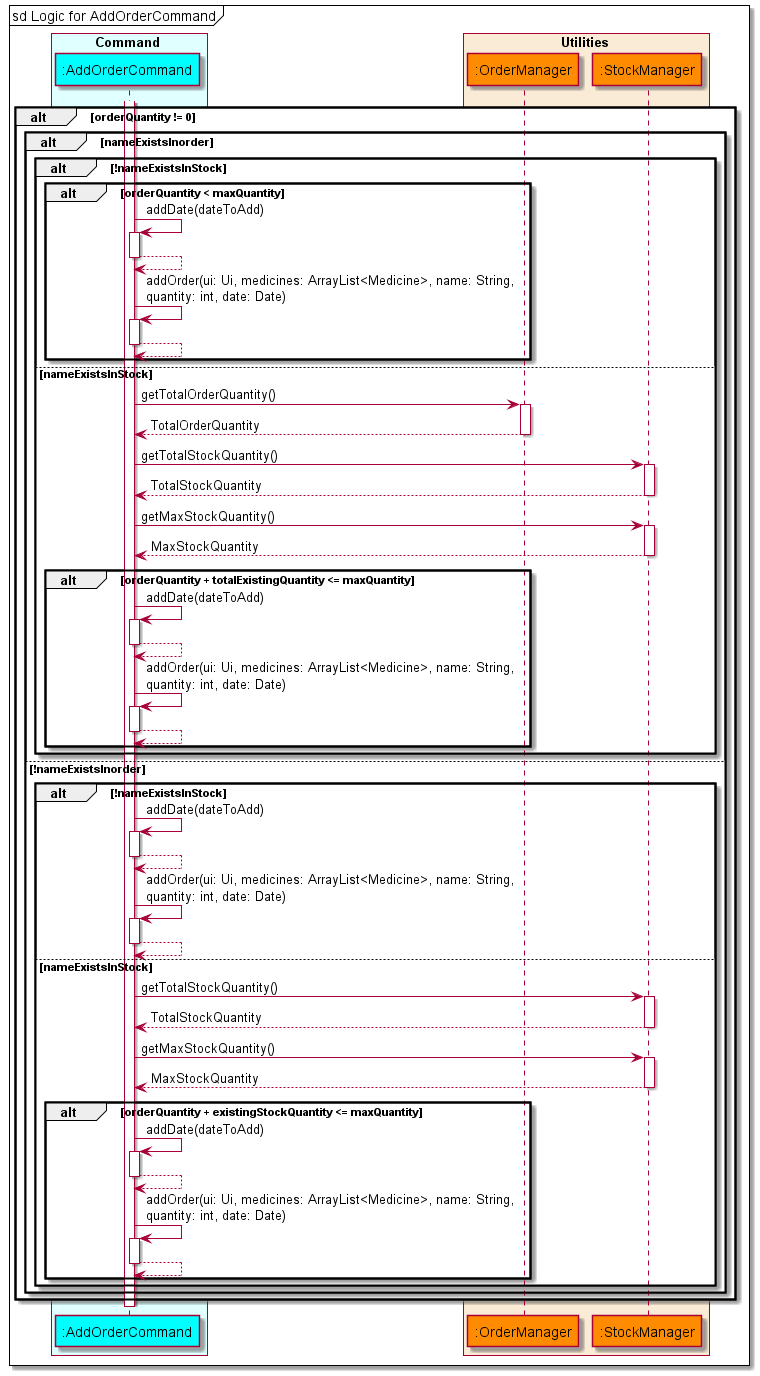 sd Logic for AddOrderCommand
Command
Utilities
:AddOrderCommand
:OrderManager
:StockManager
alt [orderQuantity != 0]
alt [nameExistsInorder]
alt [!nameExistsInStock]
alt [orderQuantity < maxQuantity]
addDate(dateToAdd)
addOrder(ui: Ui, medicines: ArrayList<Medicine>, name: String,
quantity: int, date: Date)
[nameExistsInStock]
getTotalOrderQuantity()
TotalOrderQuantity
getTotalStockQuantity()
TotalStockQuantity
getMaxStockQuantity()
MaxStockQuantity
alt [orderQuantity + totalExistingQuantity <= maxQuantity]
addDate(dateToAdd)
addOrder(ui: Ui, medicines: ArrayList<Medicine>, name: String,
quantity: int, date: Date)
[!nameExistsInorder]
alt [!nameExistsInStock]
addDate(dateToAdd)
addOrder(ui: Ui, medicines: ArrayList<Medicine>, name: String,
quantity: int, date: Date)
[nameExistsInStock]
getTotalStockQuantity()
TotalStockQuantity
getMaxStockQuantity()
MaxStockQuantity
alt [orderQuantity + existingStockQuantity <= maxQuantity]
addDate(dateToAdd)
addOrder(ui: Ui, medicines: ArrayList<Medicine>, name: String,
quantity: int, date: Date)
:AddOrderCommand
:OrderManager
:StockManager